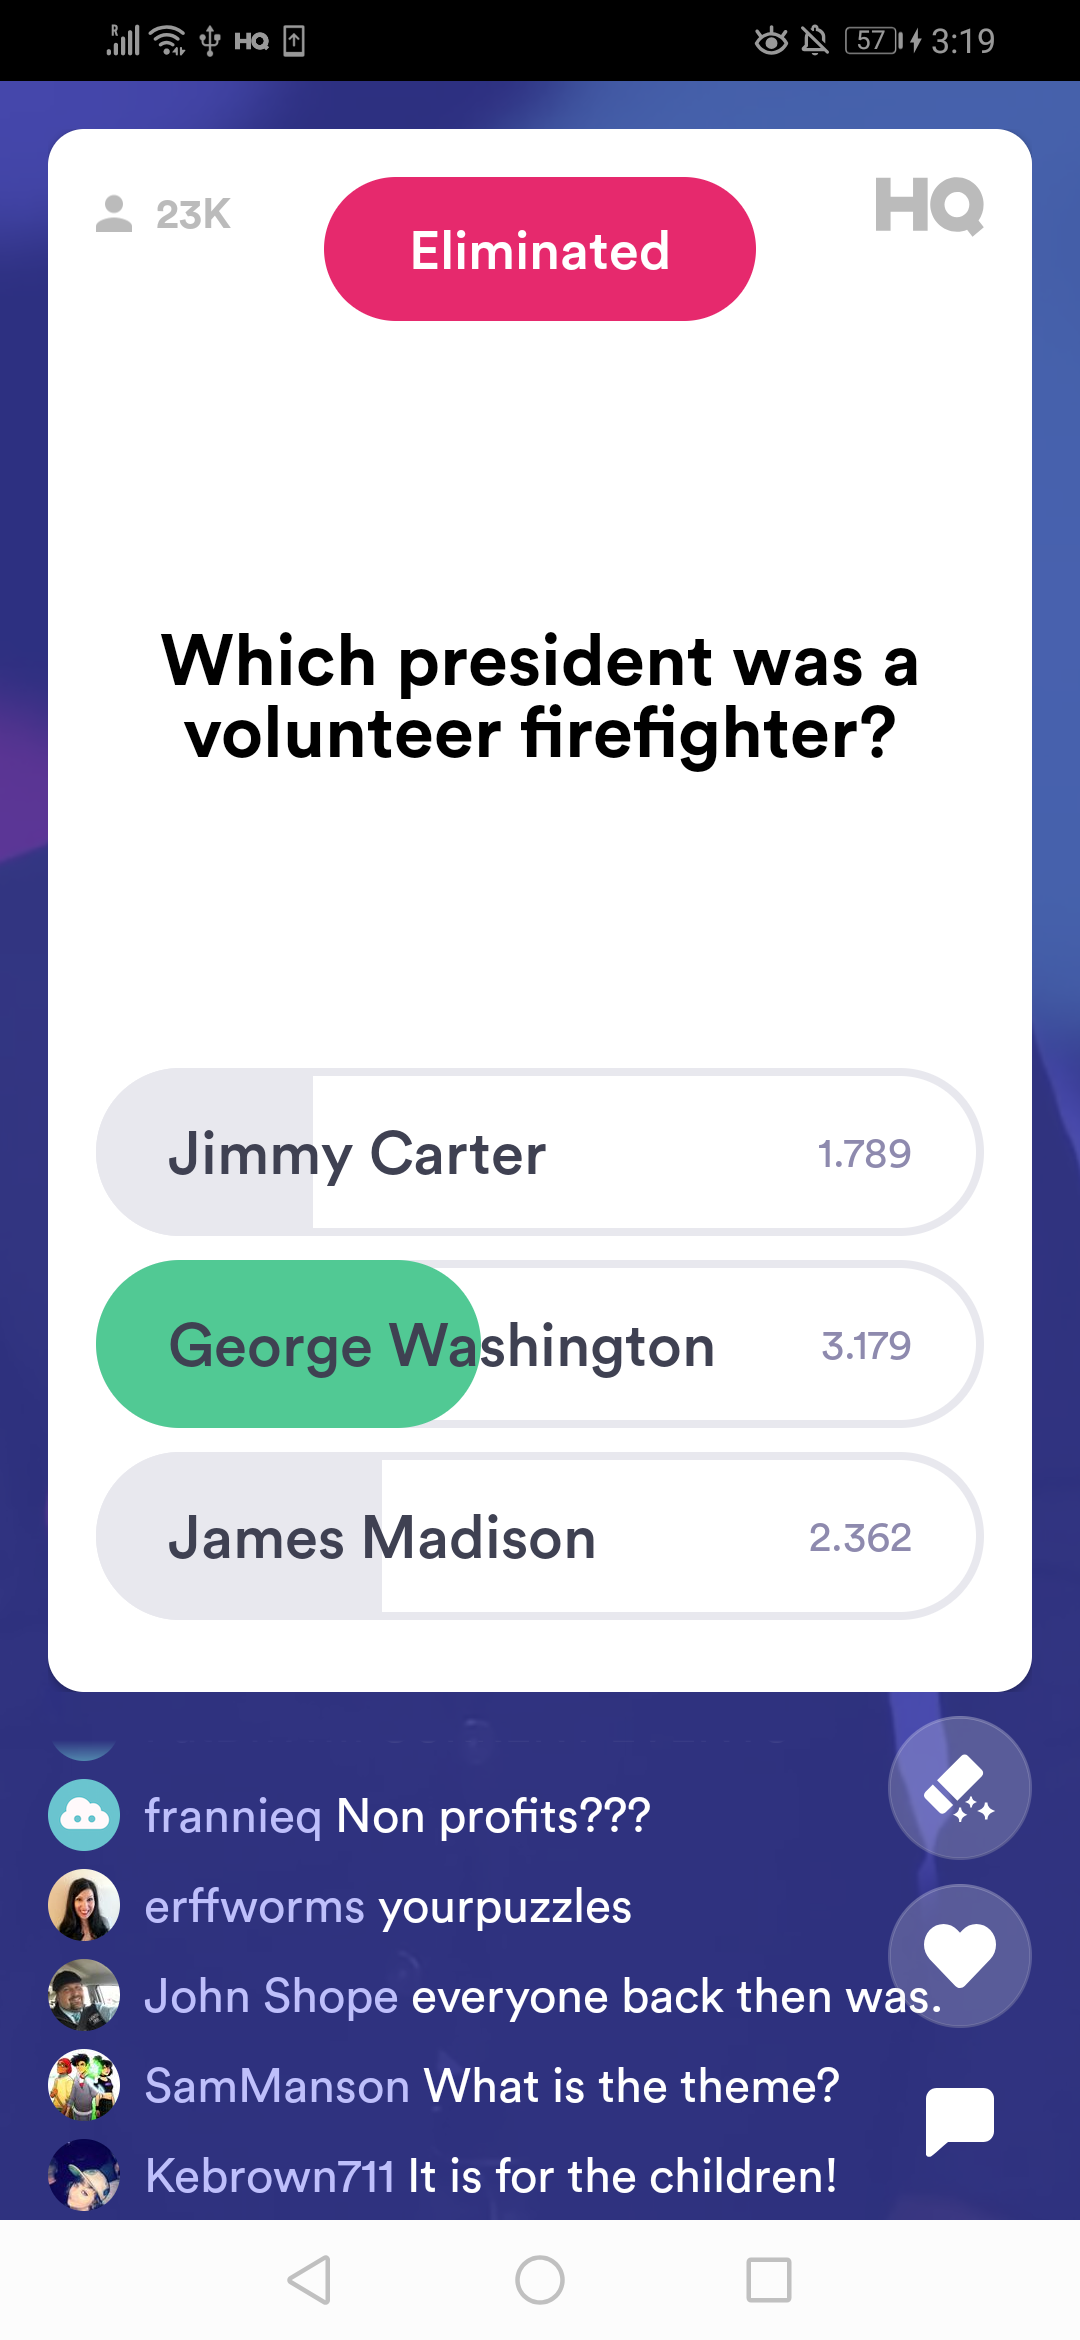 R HQ 57 3:19
23K Eliminated HQ
Which president was a
volunteer firefighter?
Jimmy Carter 1.789
George Washington 3.179
James Madison 2.362
frannieq Non profits???
erffworms yourpuzzles
John Shope everyone back then was.
SamManson What is the theme?
Kebrown711 It is for the children!